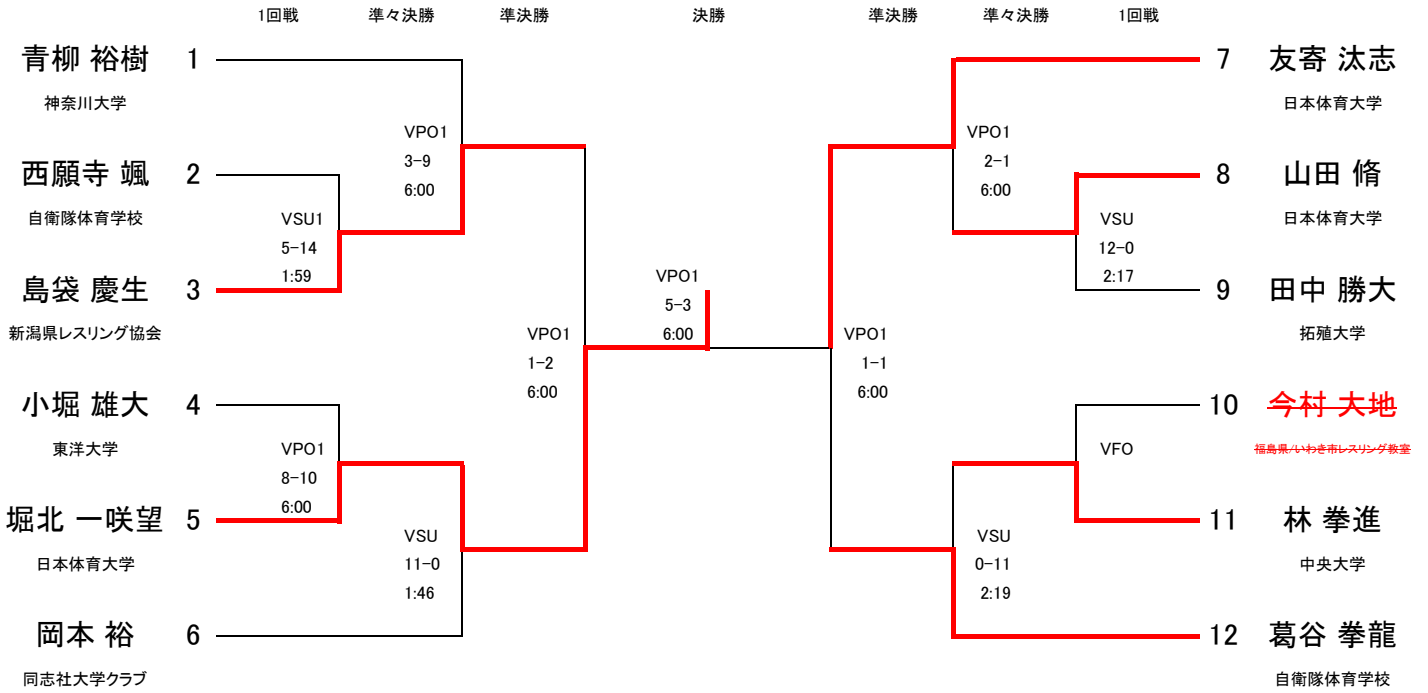 1回戦 準々決勝 準決勝 決勝 準決勝 準々決勝 1回戦
青柳 裕樹 1
神奈川大学
VPO1
3-9
6:00
西願寺 颯 2
自衛隊体育学校
VSU1
5-14
1:59
島袋 慶生 3
新潟県レスリング協会
VPO1
1-2
6:00
小堀 雄大 4
東洋大学
VPO1
8-10
6:00
堀北 一咲望 5
日本体育大学
VSU
11-0
1:46
岡本 裕 6
同志社大学クラブ
VPO1
5-3
6:00
7 友寄 汰志
日本体育大学
VPO1
2-1
6:00
8 山田 脩
日本体育大学
VSU
12-0
2:17
9 田中 勝大
拓殖大学
VPO1
1-1
6:00
10 今村 大地
福島県/いわき市レスリング教室
VFO
11 林 拳進
中央大学
VSU
0-11
2:19
12 葛谷 拳龍
自衛隊体育学校